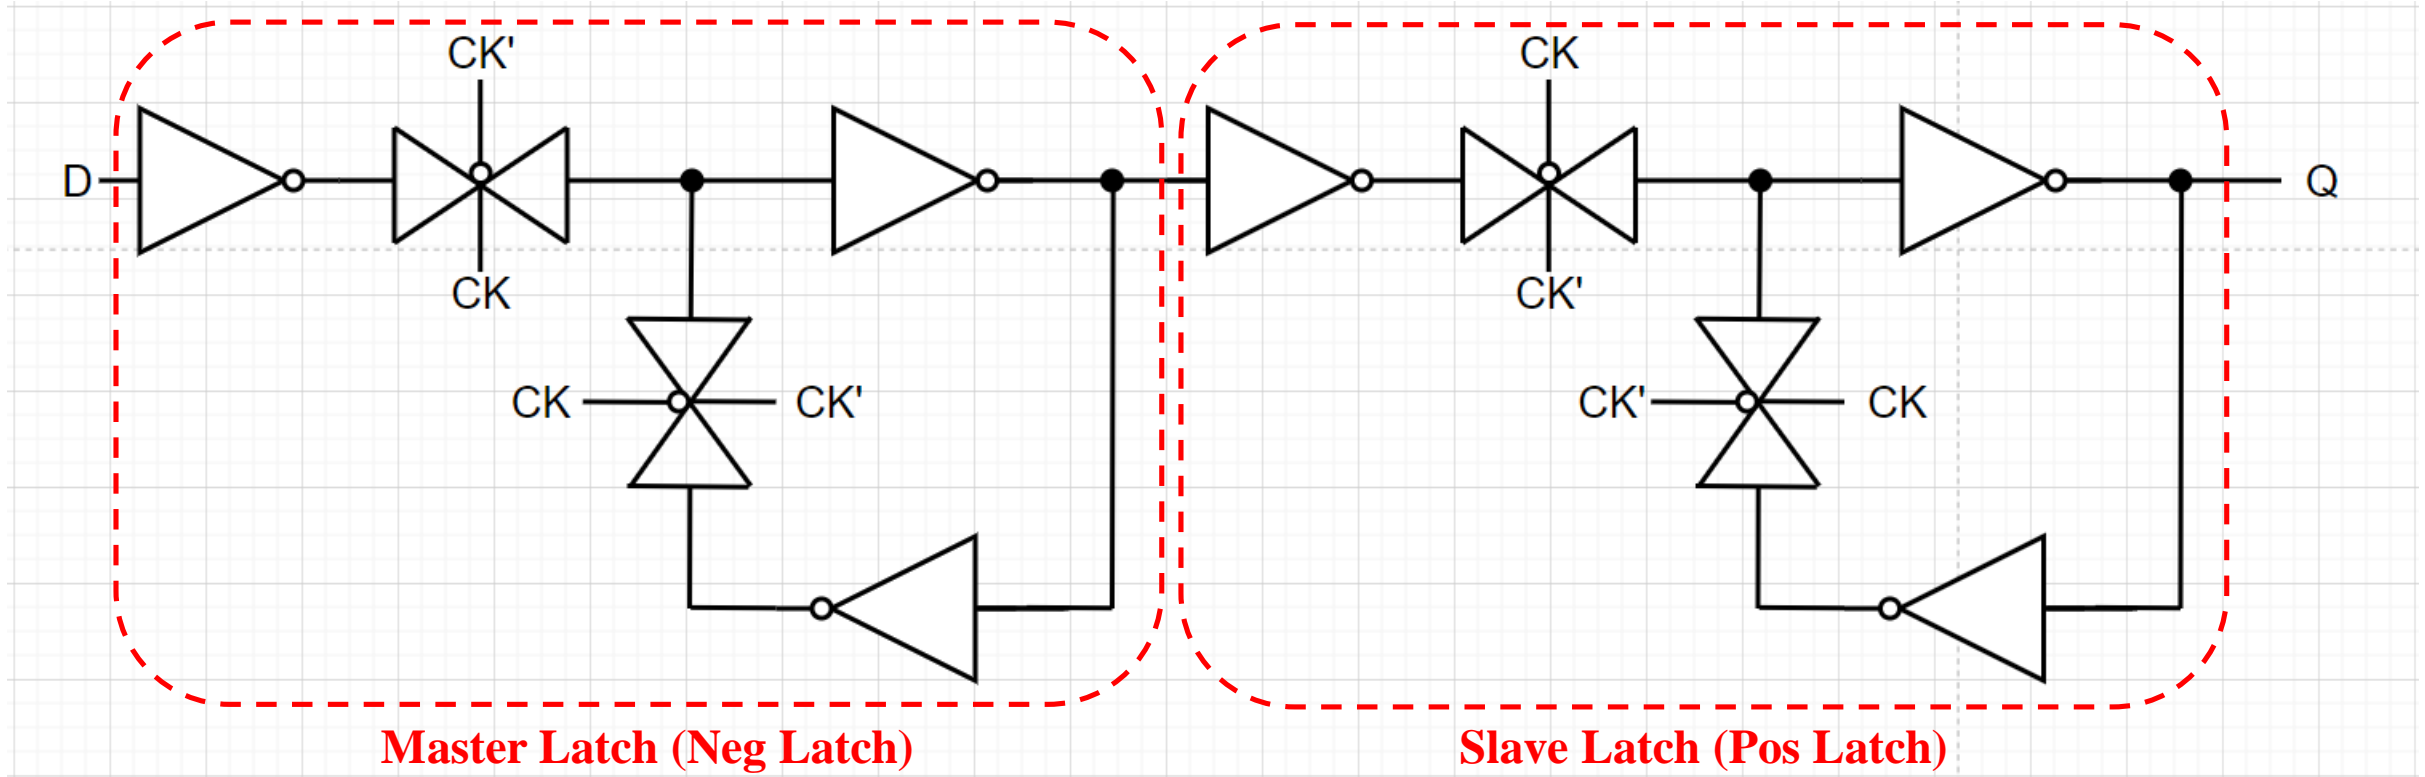 CK'
CK
D
Q
CK
CK'
CK
CK'
CK'
CK
Master Latch (Neg Latch)
Slave Latch (Pos Latch)